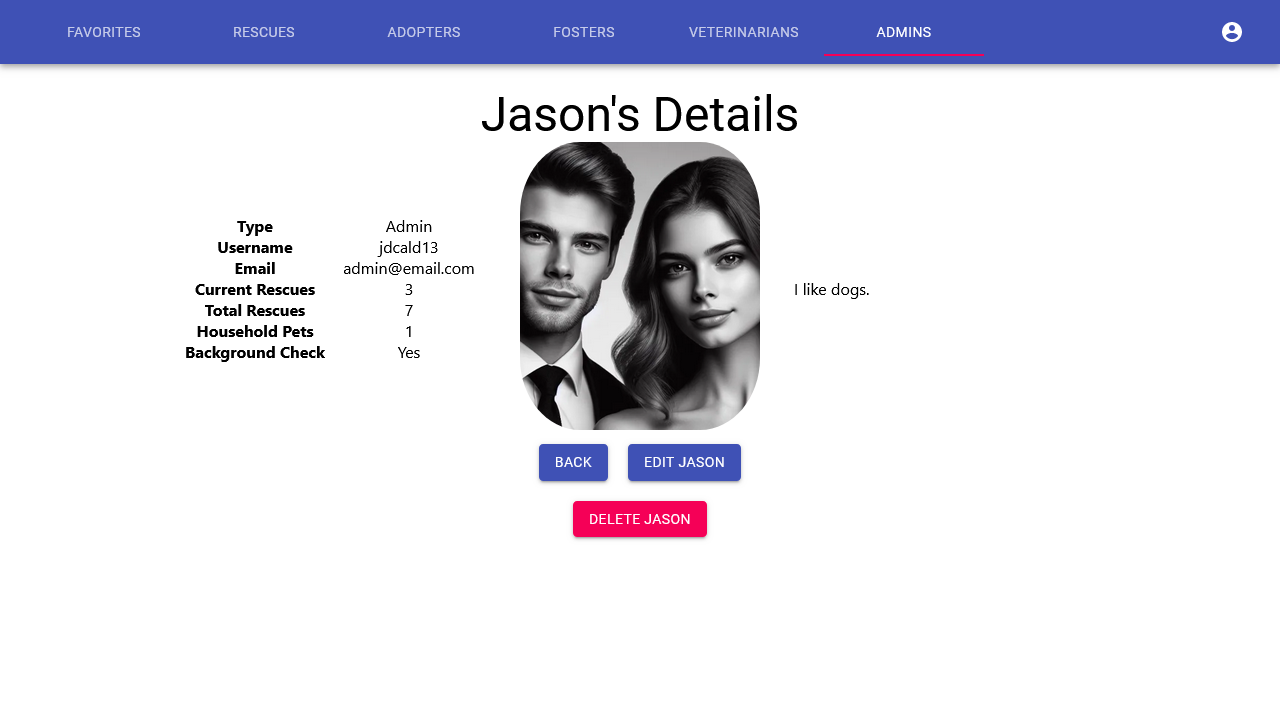 FAVORITES RESCUES ADOPTERS FOSTERS VETERINARIANS ADMINS
Jason's Details
Type Admin
Username jdcald13
Email admin@email.com
Current Rescues 3
Total Rescues 7
Household Pets 1
Background Check Yes
I like dogs.
BACK EDIT JASON
DELETE JASON